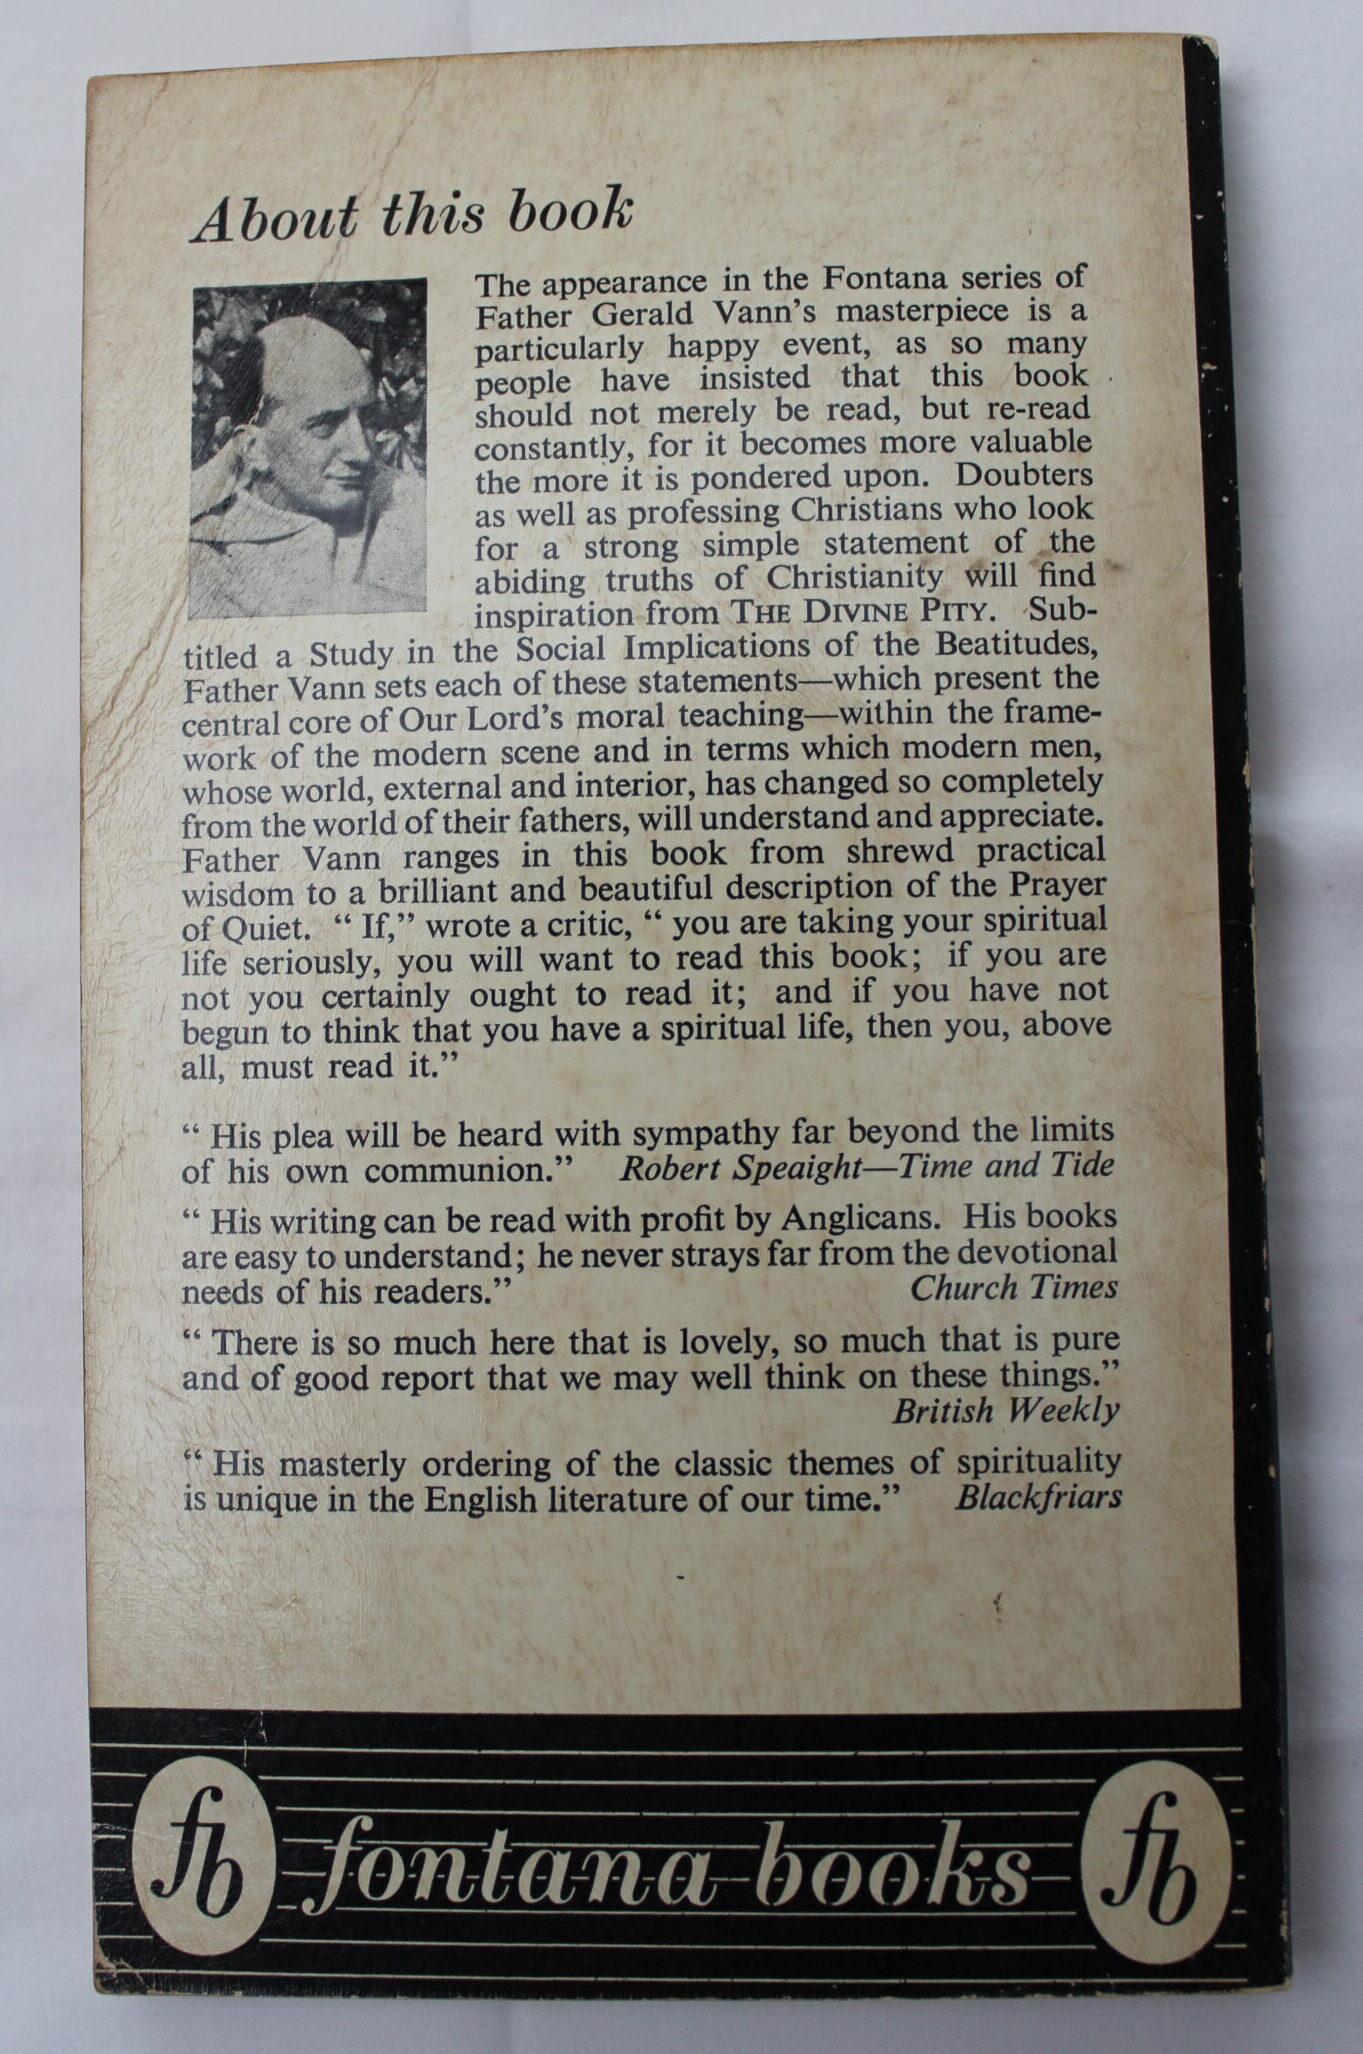 About this book
The appearance in the Fontana series of
Father Gerald Vann's masterpiece is a
particularly happy event, as so many
people have insisted that this book
should not merely be read, but re-read
constantly, for it becomes more valuable
the more it is pondered upon. Doubters
as well as professing Christians who look
for a strong simple statement of the
abiding truths of Christianity will find
inspiration from THE DIVINE PITY. Sub-
titled a Study in the Social Implications of the Beatitudes,
Father Vann sets each of these statements—which present the
central core of Our Lord's moral teaching—within the frame-
work of the modern scene and in terms which modern men,
whose world, external and interior, has changed so completely
from the world of their fathers, will understand and appreciate.
Father Vann ranges in this book from shrewd practical
wisdom to a brilliant and beautiful description of the Prayer
of Quiet. “ If,” wrote a critic, “ you are taking your spiritual
life seriously, you will want to read this book; if you are
not you certainly ought to read it; and if you have not
begun to think that you have a spiritual life, then you, above
all, must read it.”
“ His plea will be heard with sympathy far beyond the limits
of his own communion.” Robert Speaight—Time and Tide
“ His writing can be read with profit by Anglicans. His books
are easy to understand; he never strays far from the devotional
needs of his readers.” Church Times
“ There is so much here that is lovely, so much that is pure
and of good report that we may well think on these things.”
British Weekly
“ His masterly ordering of the classic themes of spirituality
is unique in the English literature of our time.” Blackfriars
fb fontana books fb